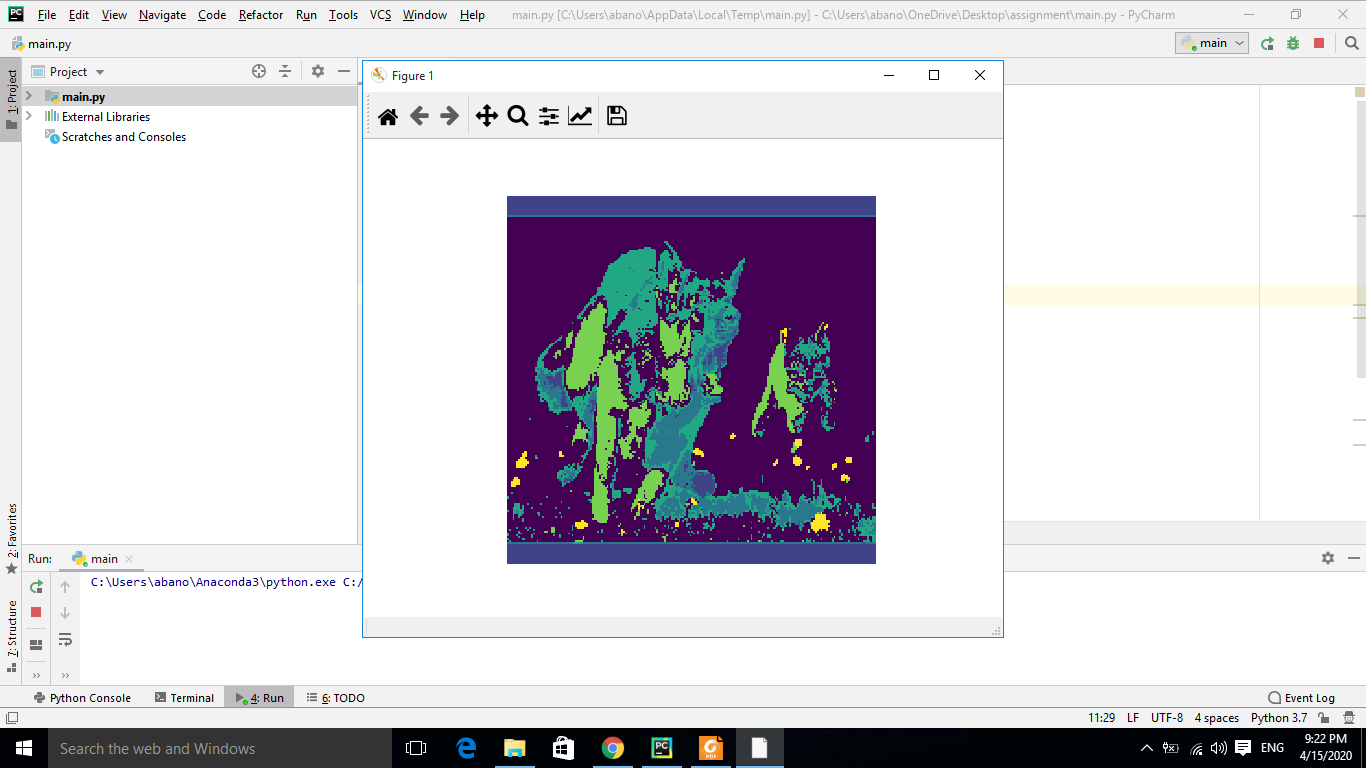 PC File Edit View Navigate Code Refactor Run Tools VCS Window Help main.py [C:\Users\abano\AppData\Local\Temp\main.py] - C:\Users\abano\OneDrive\Desktop\assignment\main.py - PyCharm
main.py main
1: Project
Project
main.py
External Libraries
Scratches and Consoles
Figure 1
2: Favorites
7: Structure
Run: main
C:\Users\abano\Anaconda3\python.exe C:/
Python Console Terminal 4: Run 6: TODO Event Log
11:29 LF UTF-8 4 spaces Python 3.7
Search the web and Windows PC PDF ENG 9:22 PM
4/15/2020